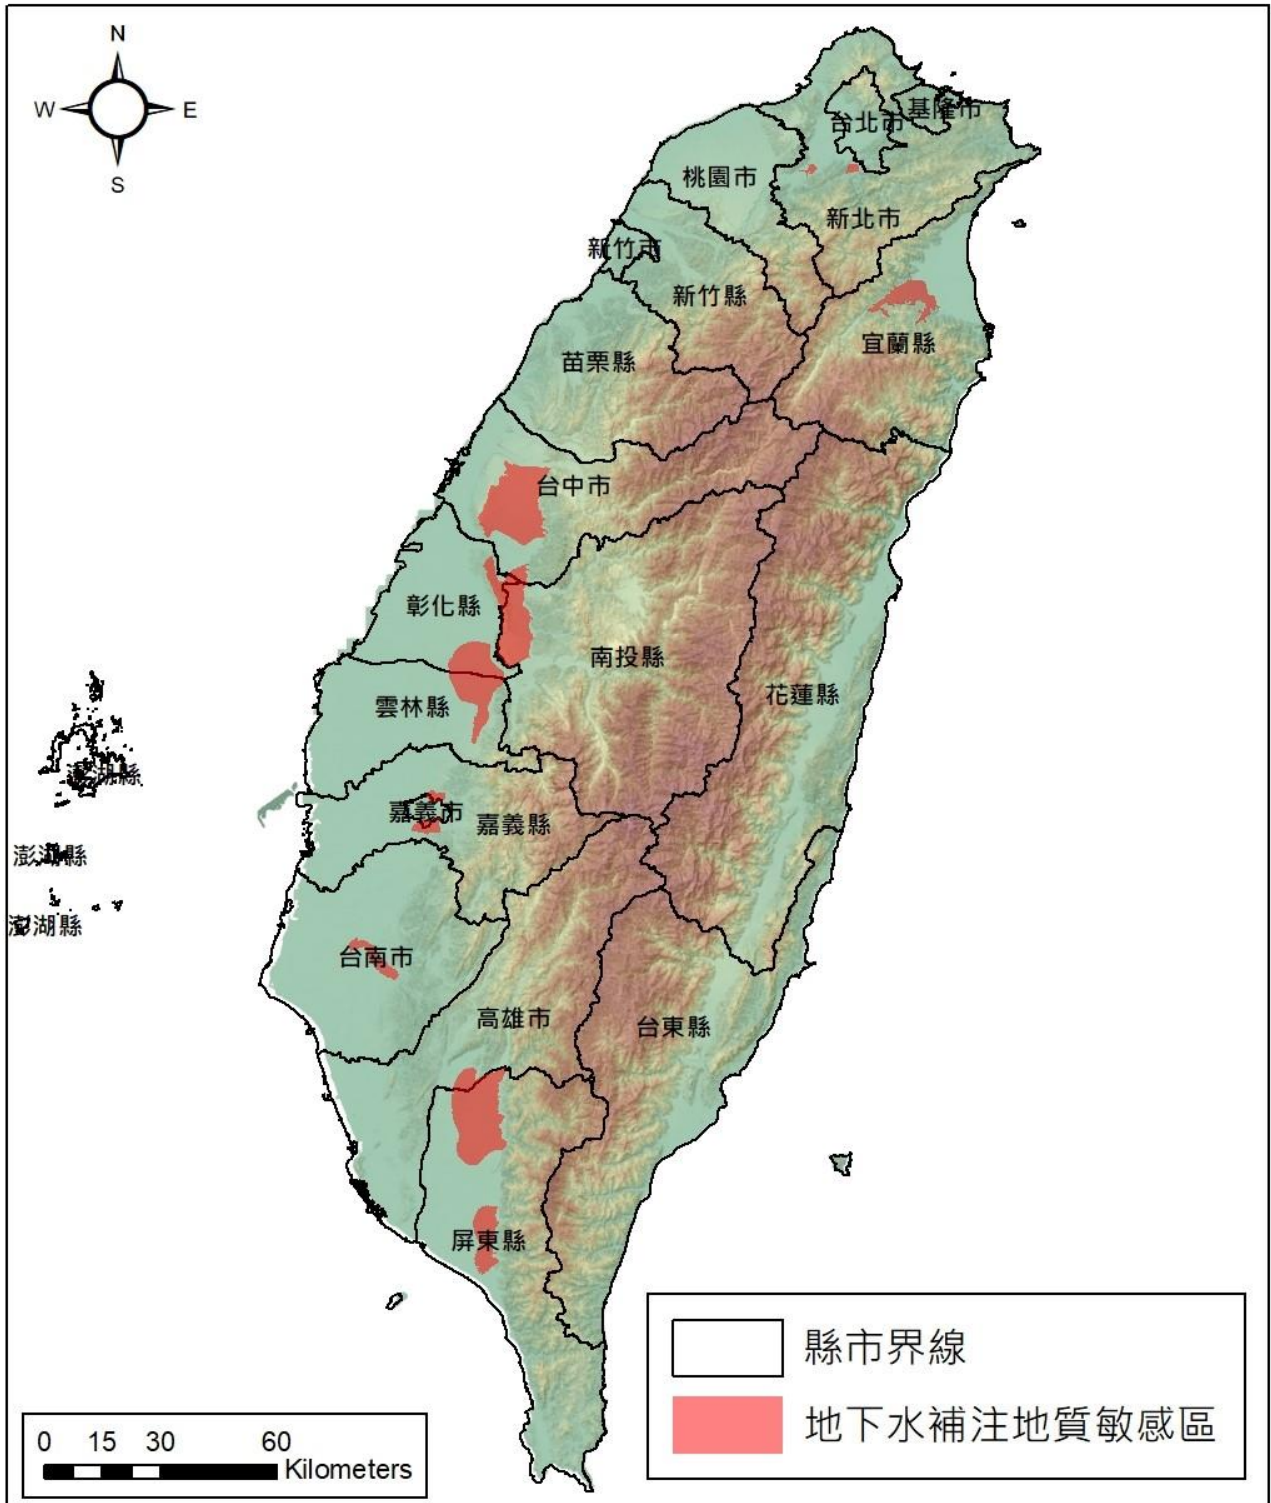 N
W
E
S
基隆市
台北市
桃園市
新北市
新竹市
新竹縣
宜蘭縣
苗栗縣
台中市
彰化縣
南投縣
花蓮縣
雲林縣
澎湖縣
嘉義市
嘉義縣
澎湖縣
澎湖縣
台南市
高雄市
台東縣
屏東縣
縣市界線
地下水補注地質敏感區
0 15 30 60
Kilometers